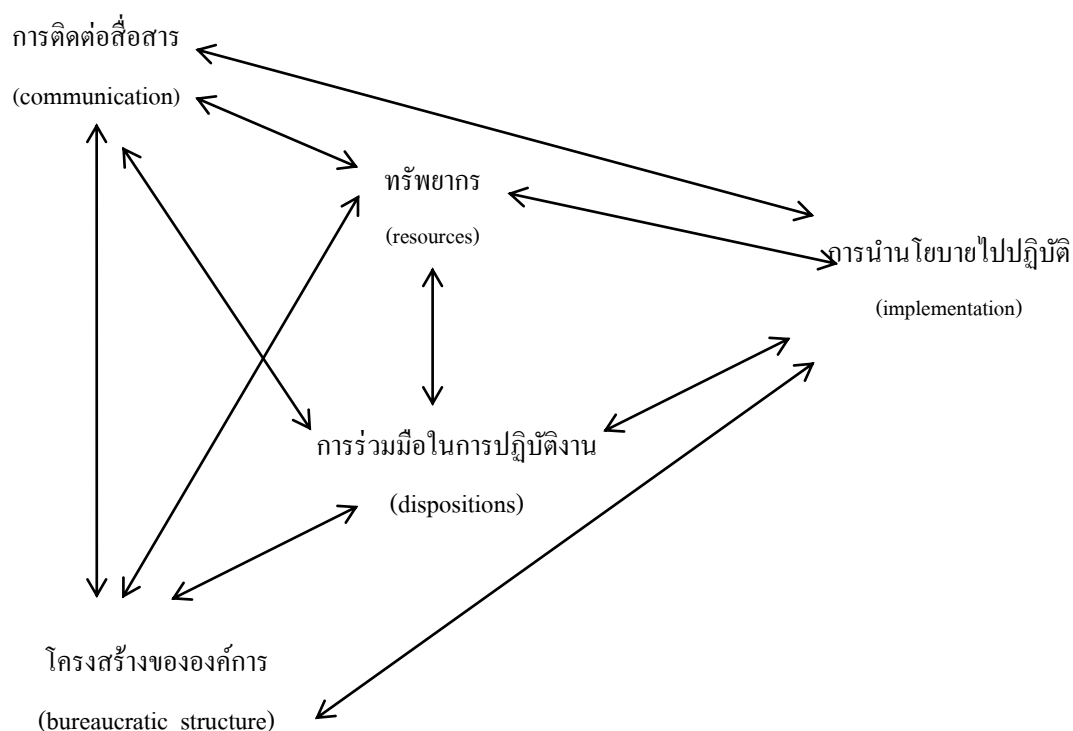 การติดต่อสื่อสาร
(communication)
ทรัพยากร
(resources)
การนำนโยบายไปปฏิบัติ
(implementation)
การร่วมมือในการปฏิบัติงาน
(dispositions)
โครงสร้างขององค์การ
(bureaucratic structure)